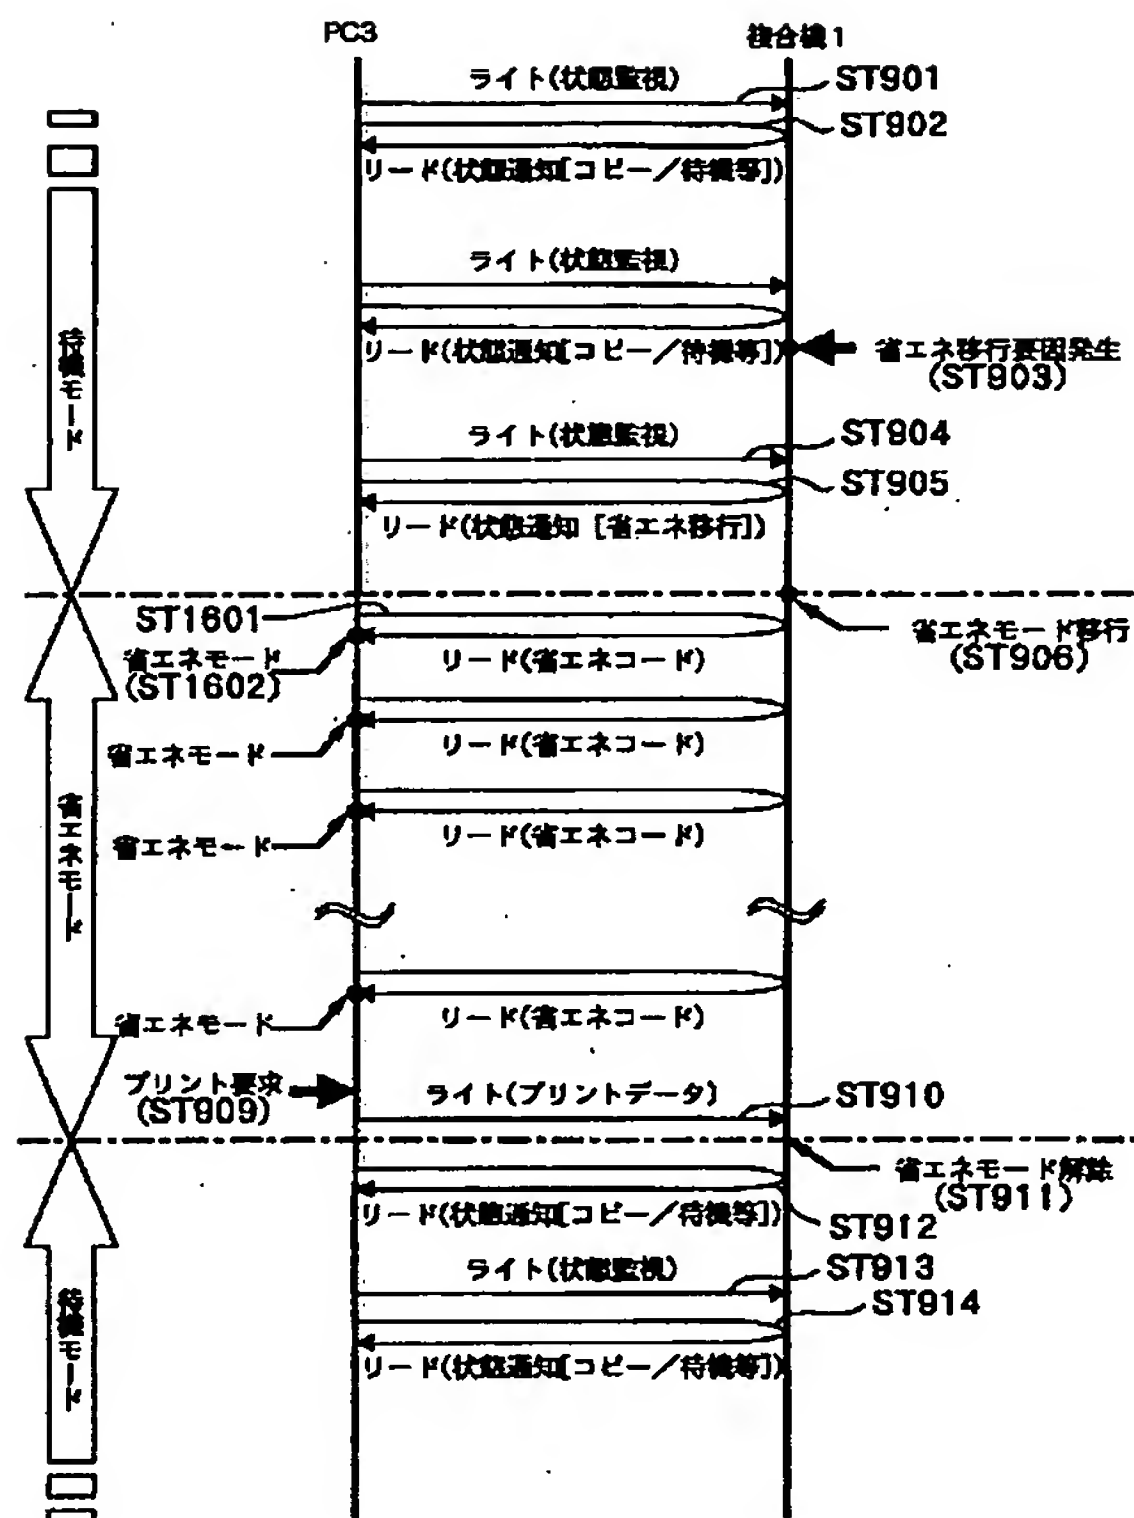 PC3
複合機1
ライト(状態監視)
ST901
ST902
リード(状態通知[コピー/待機等])
ライト(状態監視)
リード(状態通知[コピー/待機等])
省エネ移行要因発生
(ST903)
待機モード
ライト(状態監視)
ST904
ST905
リード(状態通知[省エネ移行])
ST1601
省エネモード移行
(ST906)
省エネモード
(ST1602)
リード(省エネコード)
省エネモード
リード(省エネコード)
省エネモード
リード(省エネコード)
省エネモード
省エネモード
リード(省エネコード)
プリント要求
(ST909)
ライト(プリントデータ)
ST910
省エネモード解除
(ST911)
リード(状態通知[コピー/待機等])
ST912
ライト(状態監視)
ST913
ST914
リード(状態通知[コピー/待機等])
待機モード